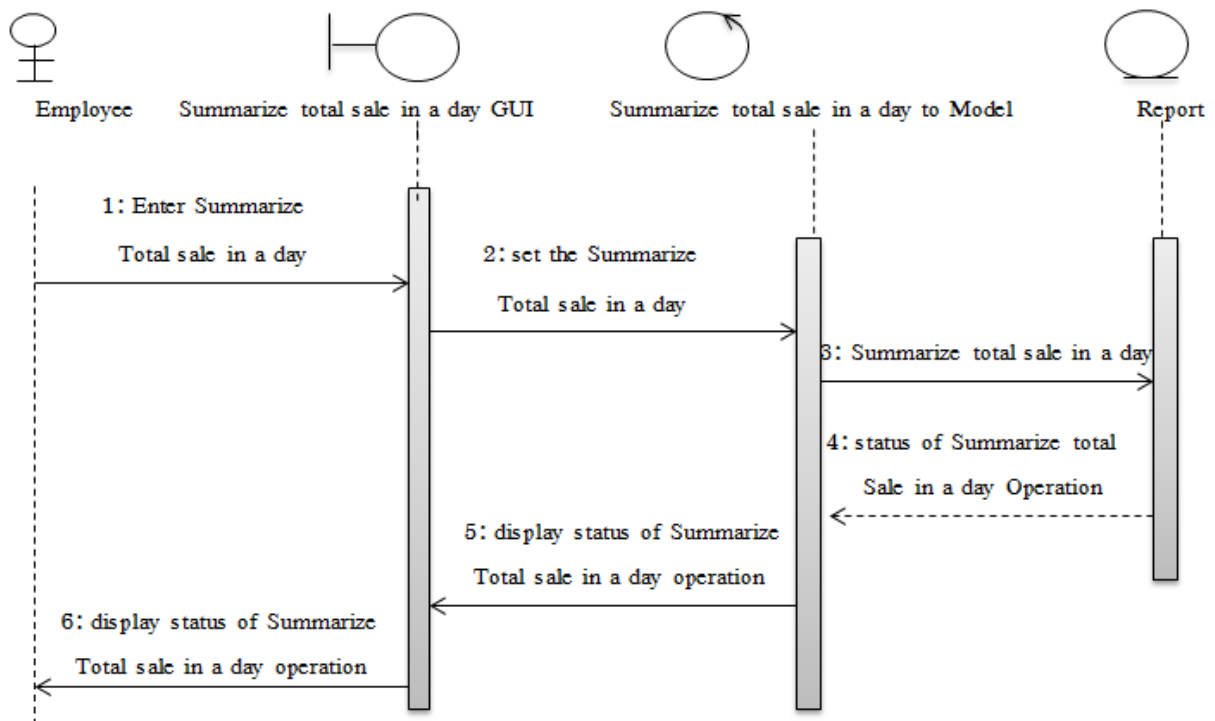 Employee
Summarize total sale in a day GUI
Summarize total sale in a day to Model
Report
1: Enter Summarize
Total sale in a day
2: set the Summarize
Total sale in a day
3: Summarize total sale in a day
4: status of Summarize total
Sale in a day Operation
5: display status of Summarize
Total sale in a day operation
6: display status of Summarize
Total sale in a day operation